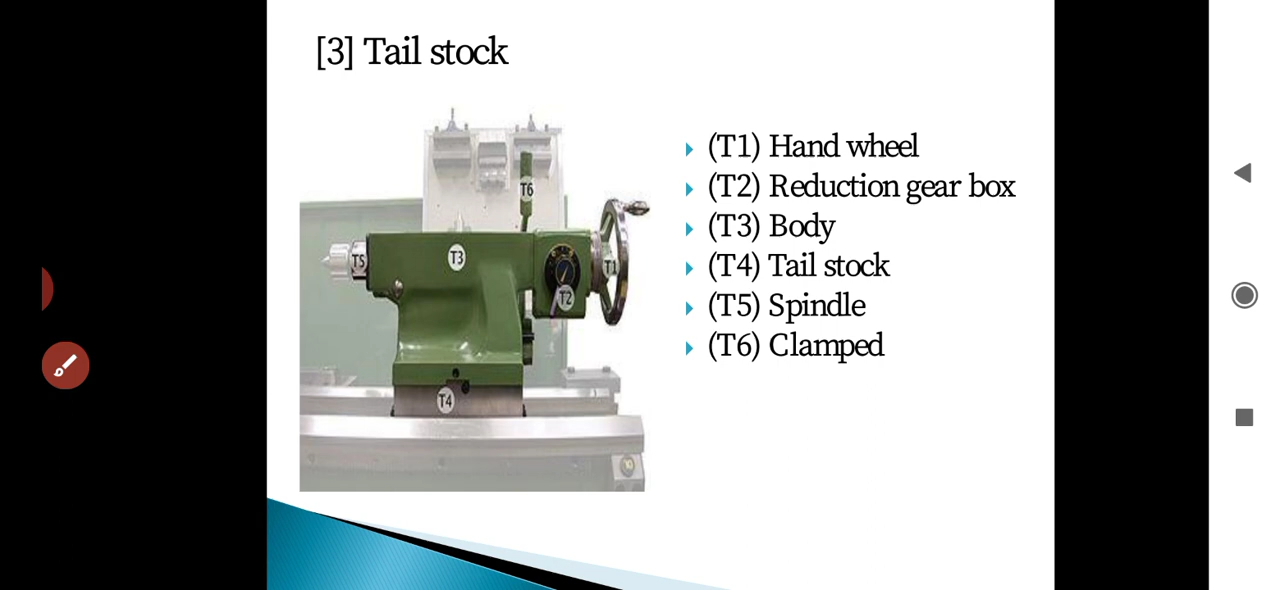 [3] Tail stock
(T1) Hand wheel
(T2) Reduction gear box
(T3) Body
(T4) Tail stock
(T5) Spindle
(T6) Clamped
T6
T5
T3
T1
T2
T4